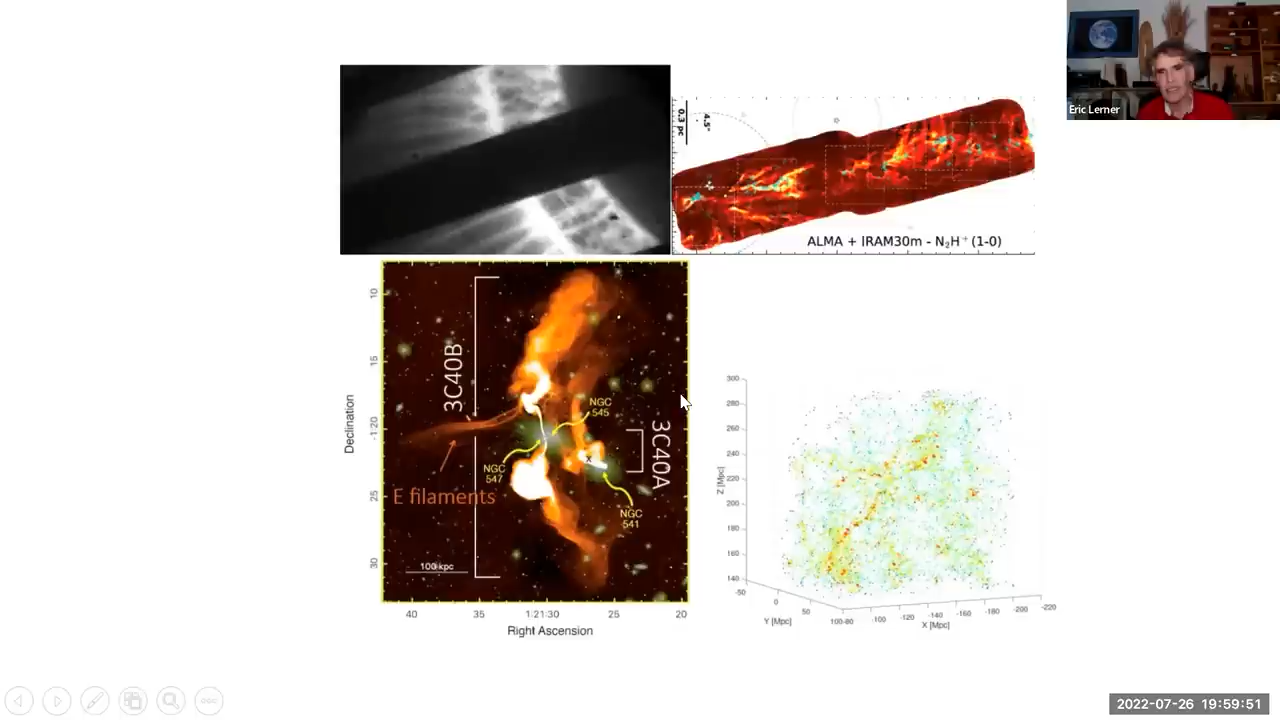 Eric Lerner
0.3 pc
4.5"
ALMA + IRAM30m - N₂H⁺ (1-0)
3C40B
NGC
545
NGC
547
3C40A
E filaments
NGC
541
100 kpc
Declination
10
15
-1:20
25
30
40
35
1:21:30
25
20
Right Ascension
300
280
260
240
220
200
180
160
140
Z [Mpc]
-50
0
50
100
Y [Mpc]
-80
-100
-120
-140
-160
-180
-200
-220
X [Mpc]
2022-07-26 19:59:51